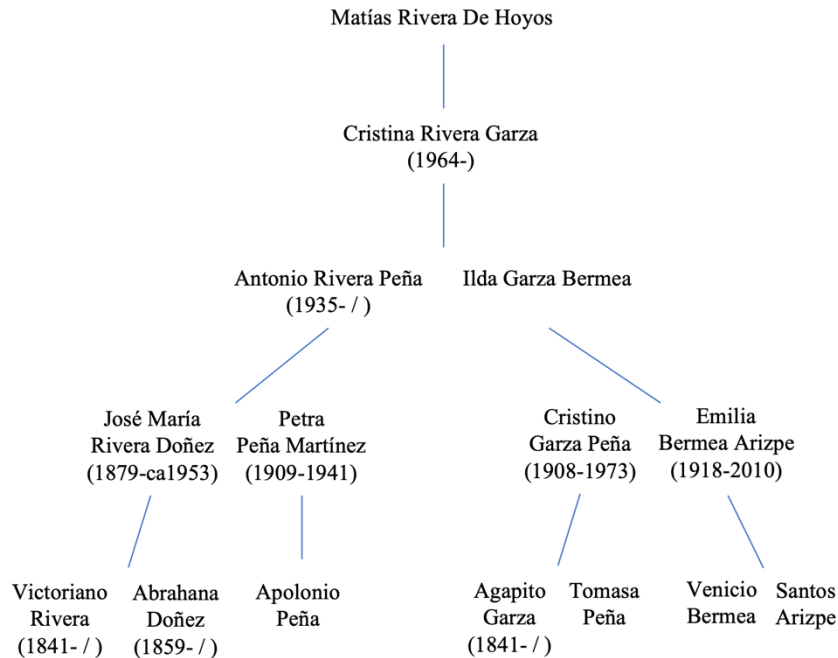 Matías Rivera De Hoyos
Cristina Rivera Garza
(1964-)
Antonio Rivera Peña
(1935- / )
Ilda Garza Bermea
José María
Rivera Doñez
(1879-ca1953)
Petra
Peña Martínez
(1909-1941)
Cristino
Garza Peña
(1908-1973)
Emilia
Bermea Arizpe
(1918-2010)
Victoriano
Rivera
(1841- / )
Abrahana
Doñez
(1859- / )
Apolonio
Peña
Agapito
Garza
(1841- / )
Tomasa
Peña
Venicio
Bermea
Santos
Arizpe